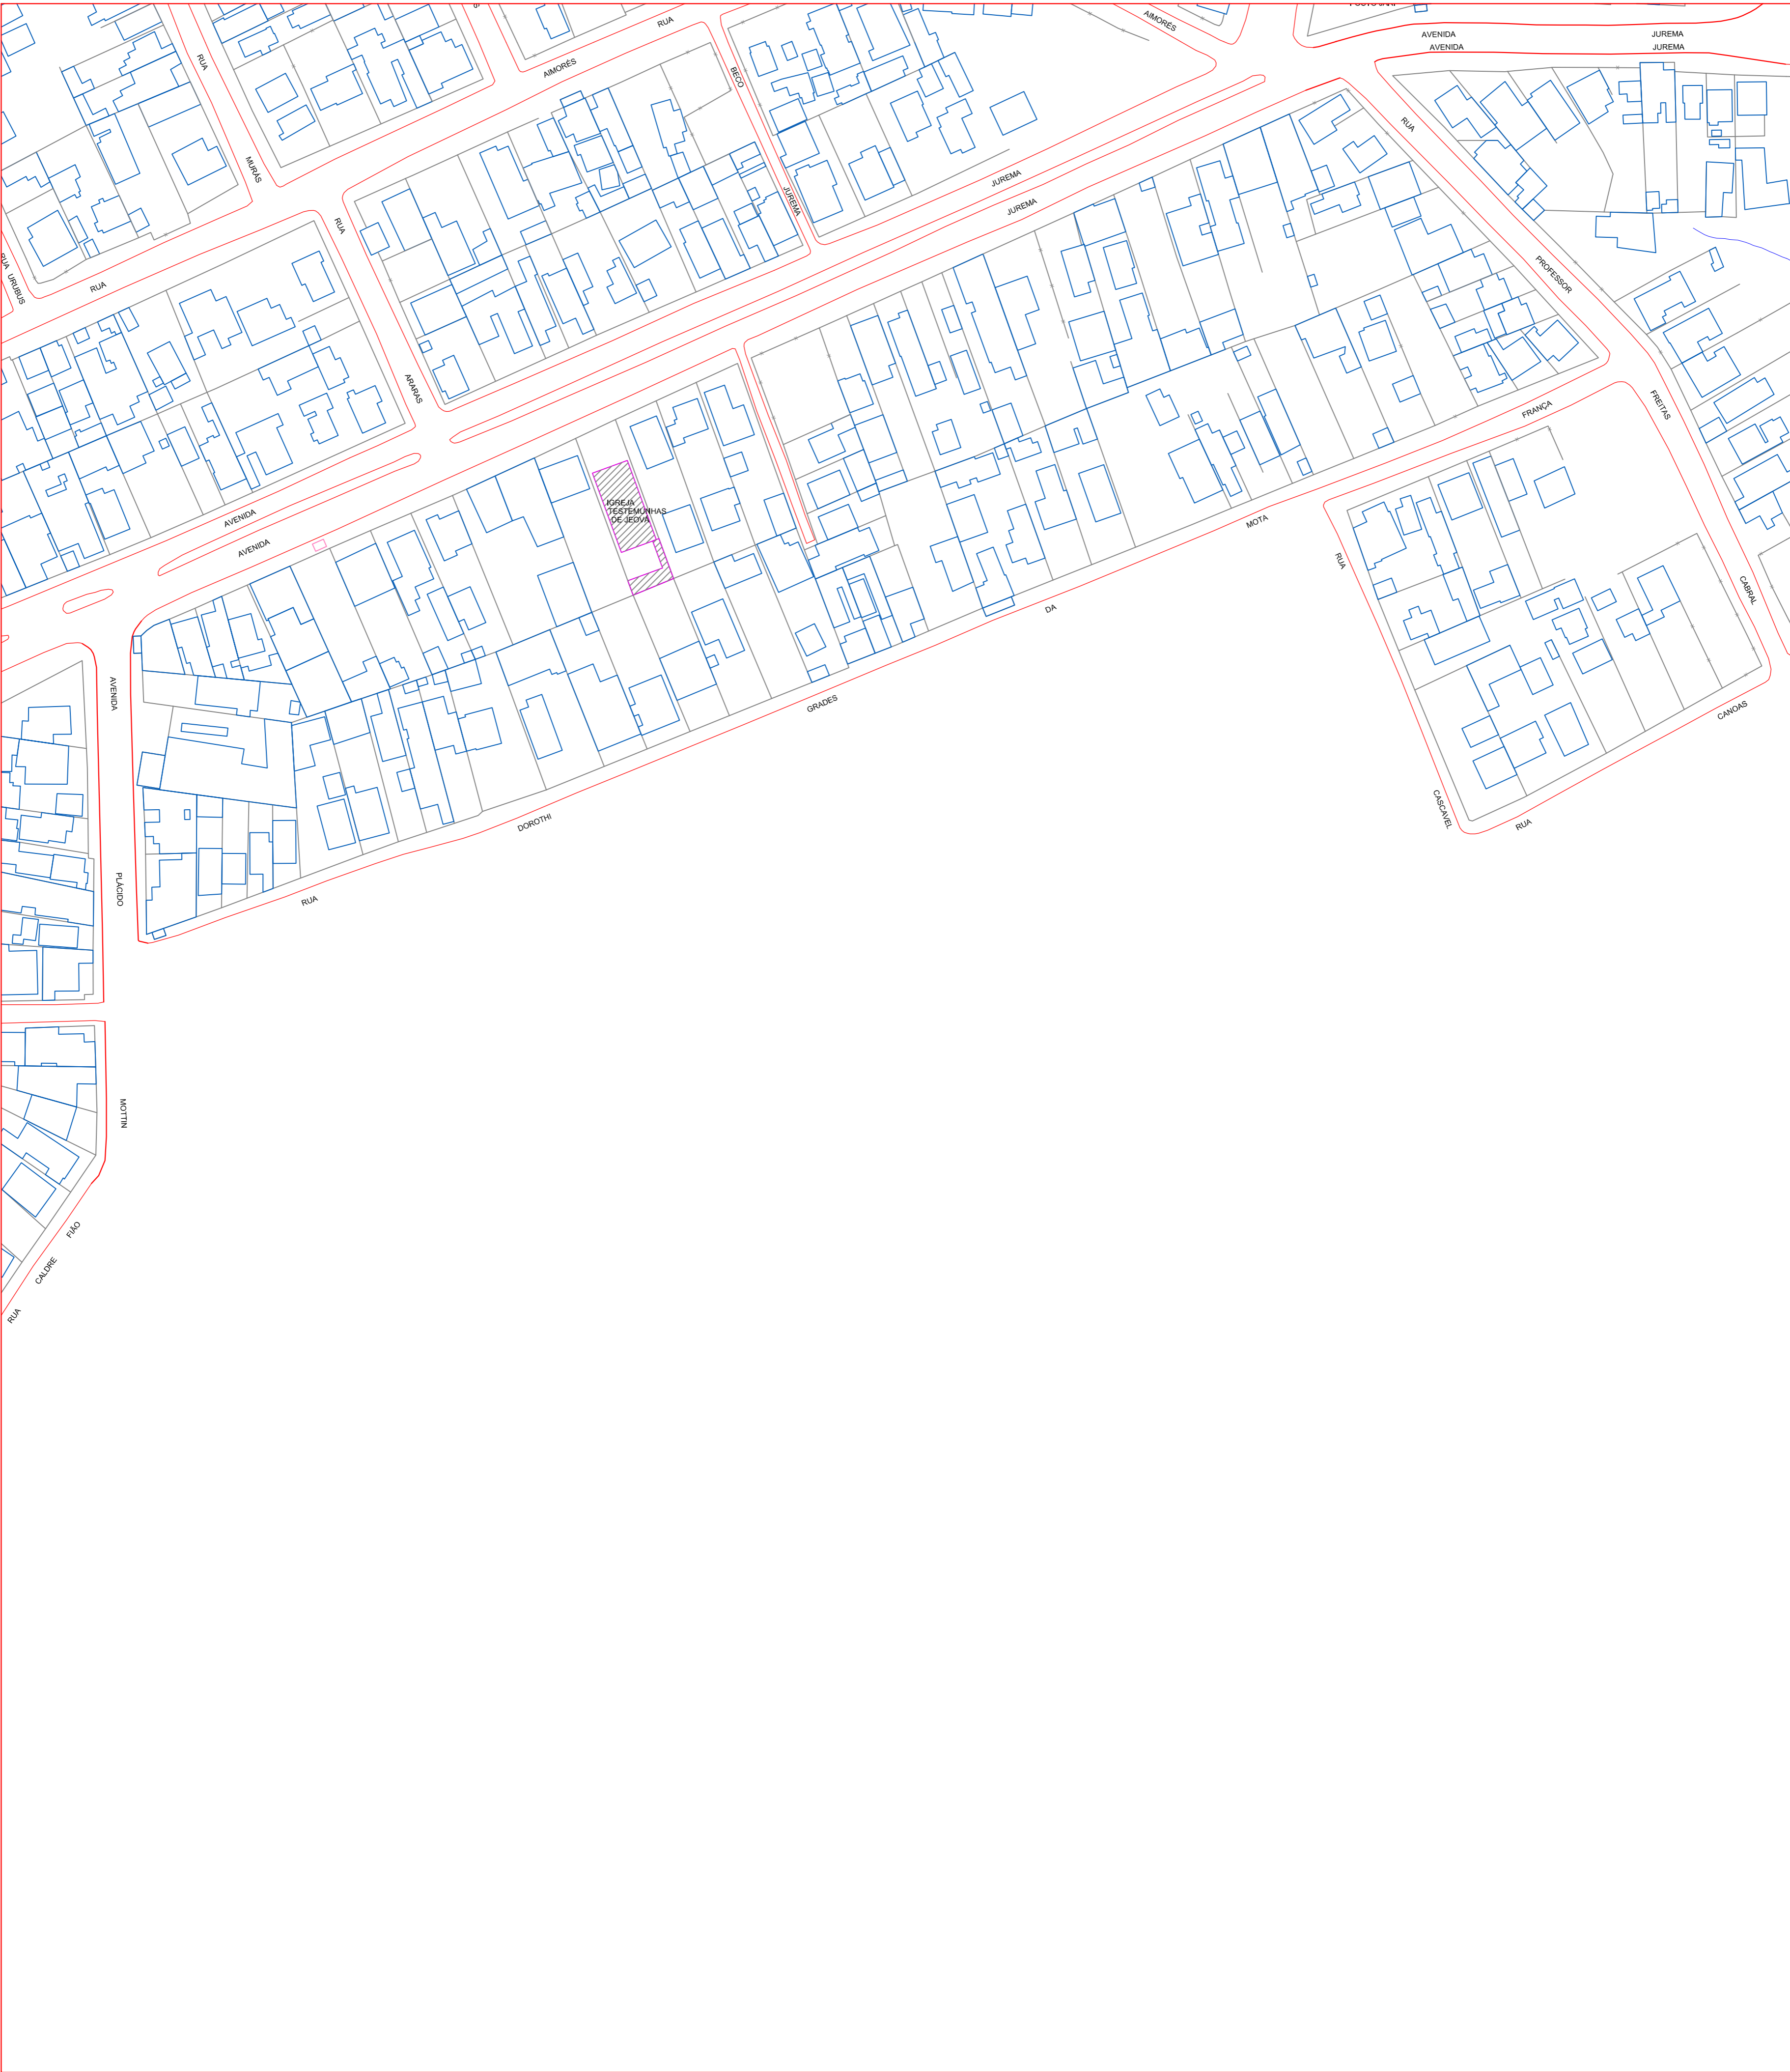 RUA
AIMORÉS
AIMORÉS
AVENIDA
JUREMA
AVENIDA
JUREMA
RUA
MURÁS
BECO
JUREMA
RUA
JUREMA
JUREMA
RUA
PROFESSOR
FREITAS
CABRAL
RUA URUBUS
RUA
RUA
ARARAS
AVENIDA
AVENIDA
IGREJA
TESTEMUNHAS
DE JEOVÁ
RUA
DOROTHI
GRADES
DA
MOTA
FRANÇA
RUA
CASCAVEL
RUA
CANOAS
AVENIDA
PLÁCIDO
MOTTIN
RUA
CALDRE
FIÃO